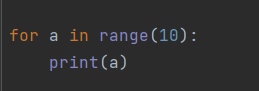 for a in range(10):
    print(a)